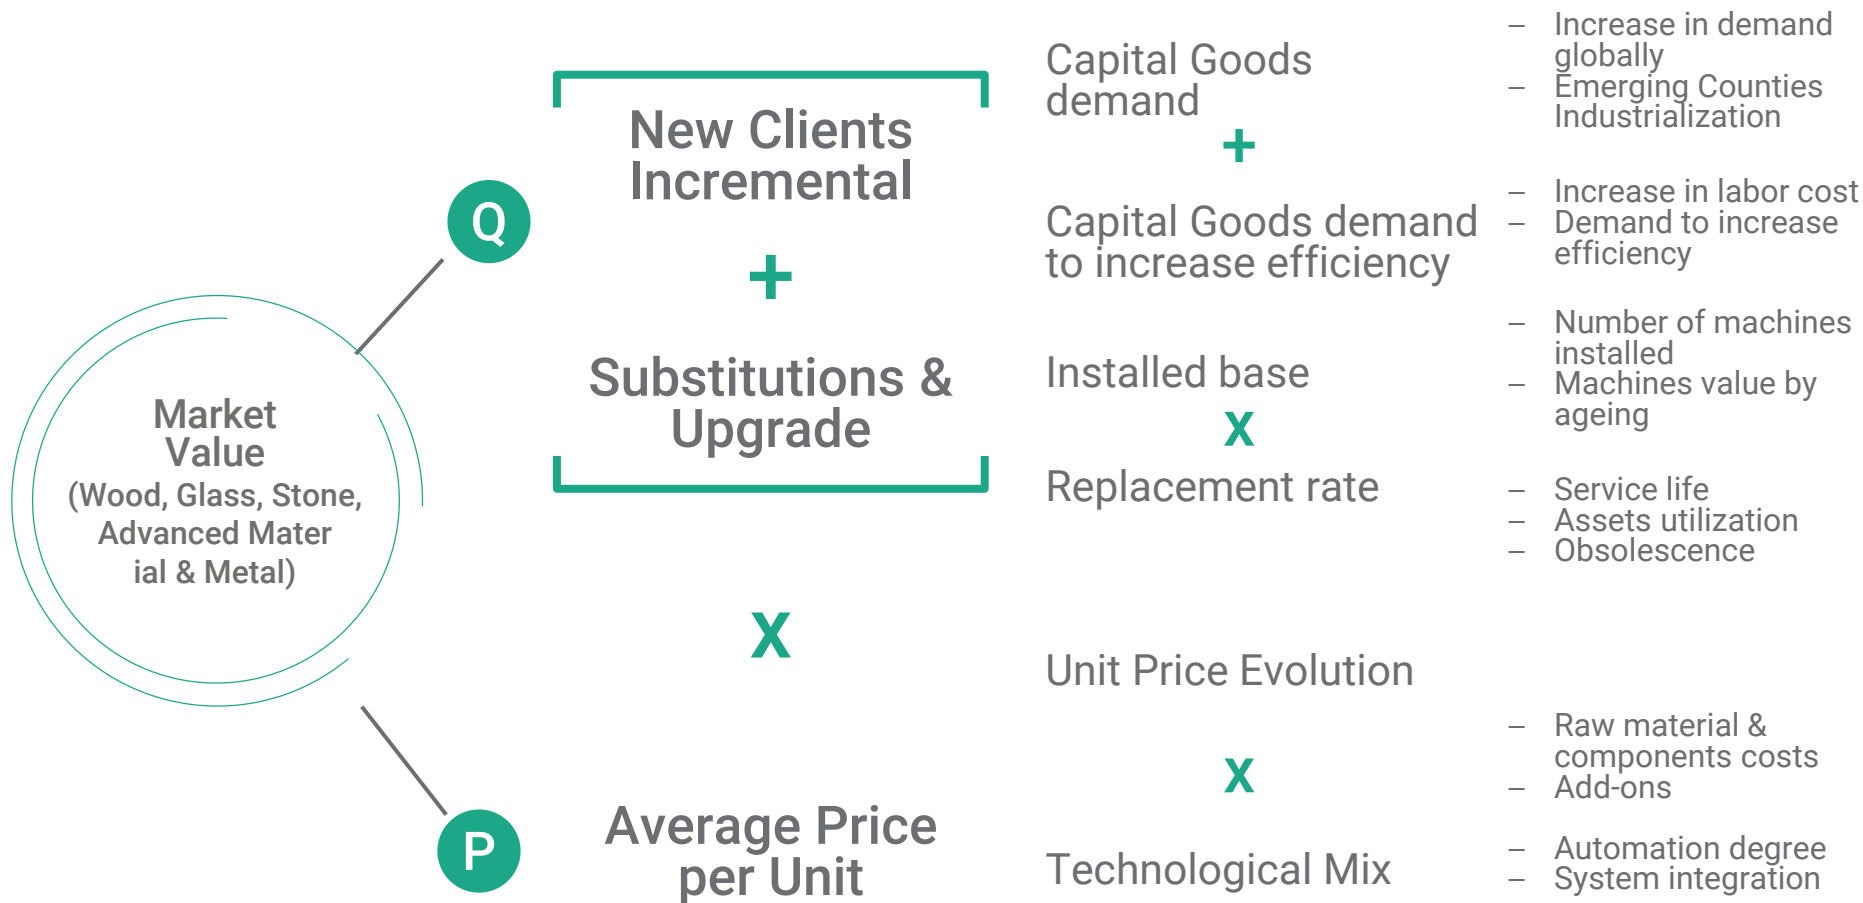 Market
Value
(Wood, Glass, Stone,
Advanced Mater
ial & Metal)
Q
P
New Clients
Incremental
+
Substitutions &
Upgrade
x
Average Price
per Unit
Capital Goods
demand
+
Capital Goods demand
to increase efficiency
Installed base
x
Replacement rate
Unit Price Evolution
x
Technological Mix
– Increase in demand
globally
– Emerging Counties
Industrialization
– Increase in labor cost
– Demand to increase
efficiency
– Number of machines
installed
– Machines value by
ageing
– Service life
– Assets utilization
– Obsolescence
– Raw material &
components costs
– Add-ons
– Automation degree
– System integration